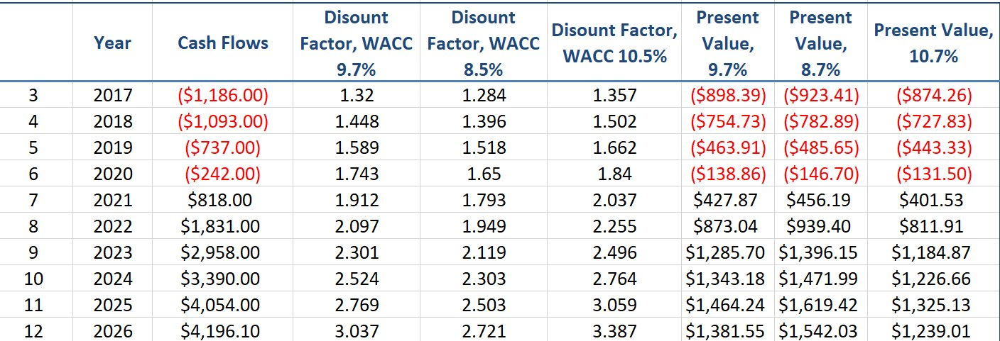 Year Cash Flows Disount Factor, WACC 9.7% Disount Factor, WACC 8.5% Disount Factor, WACC 10.5% Present Value, 9.7% Present Value, 8.7% Present Value, 10.7%
3 2017 ($1,186.00) 1.32 1.284 1.357 ($898.39) ($923.41) ($874.26)
4 2018 ($1,093.00) 1.448 1.396 1.502 ($754.73) ($782.89) ($727.83)
5 2019 ($737.00) 1.589 1.518 1.662 ($463.91) ($485.65) ($443.33)
6 2020 ($242.00) 1.743 1.65 1.84 ($138.86) ($146.70) ($131.50)
7 2021 $818.00 1.912 1.793 2.037 $427.87 $456.19 $401.53
8 2022 $1,831.00 2.097 1.949 2.255 $873.04 $939.40 $811.91
9 2023 $2,958.00 2.301 2.119 2.496 $1,285.70 $1,396.15 $1,184.87
10 2024 $3,390.00 2.524 2.303 2.764 $1,343.18 $1,471.99 $1,226.66
11 2025 $4,054.00 2.769 2.503 3.059 $1,464.24 $1,619.42 $1,325.13
12 2026 $4,196.10 3.037 2.721 3.387 $1,381.55 $1,542.03 $1,239.01